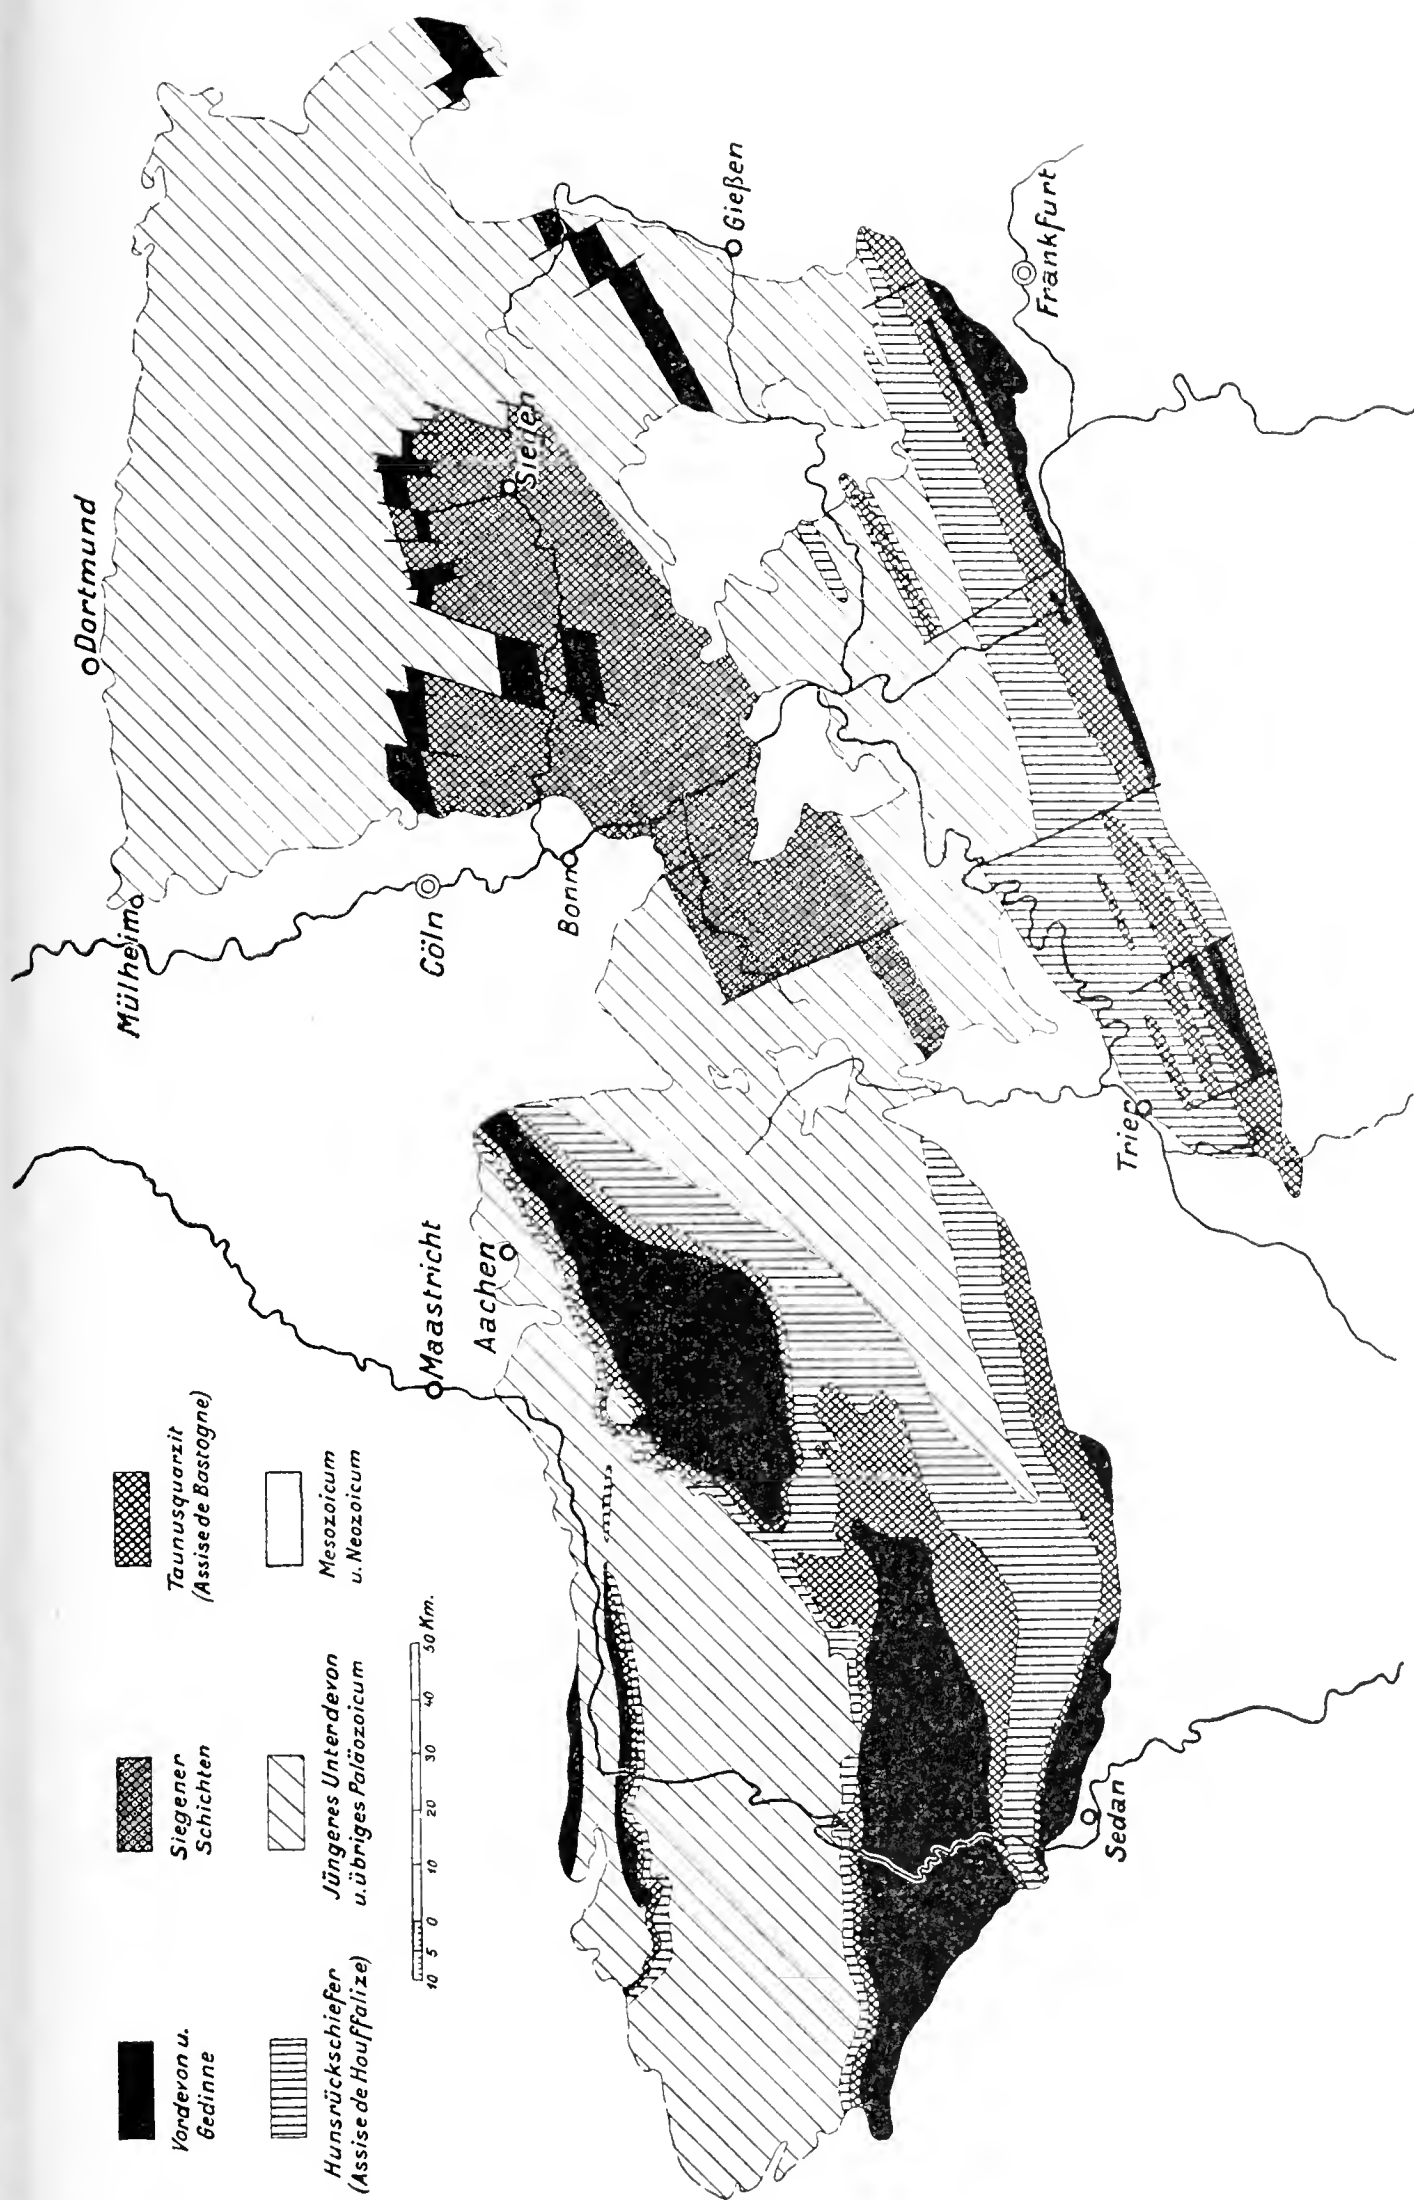 Vordevon u.
Gedinne
Siegener
Schichten
Taunusquarzit
(Assise de Bastogne)
Hunsrückschiefer
(Assise de Houffalize)
Jüngeres Unterdevon
u. übriges Paläozoicum
Mesozoicum
u. Neozoicum
10 5 0 10 20 30 40 50 Km.
Maastricht
Aachen
Sedan
Trier
Mülheim
Cöln
Bonn
Dortmund
Siegen
Gießen
Frankfurt